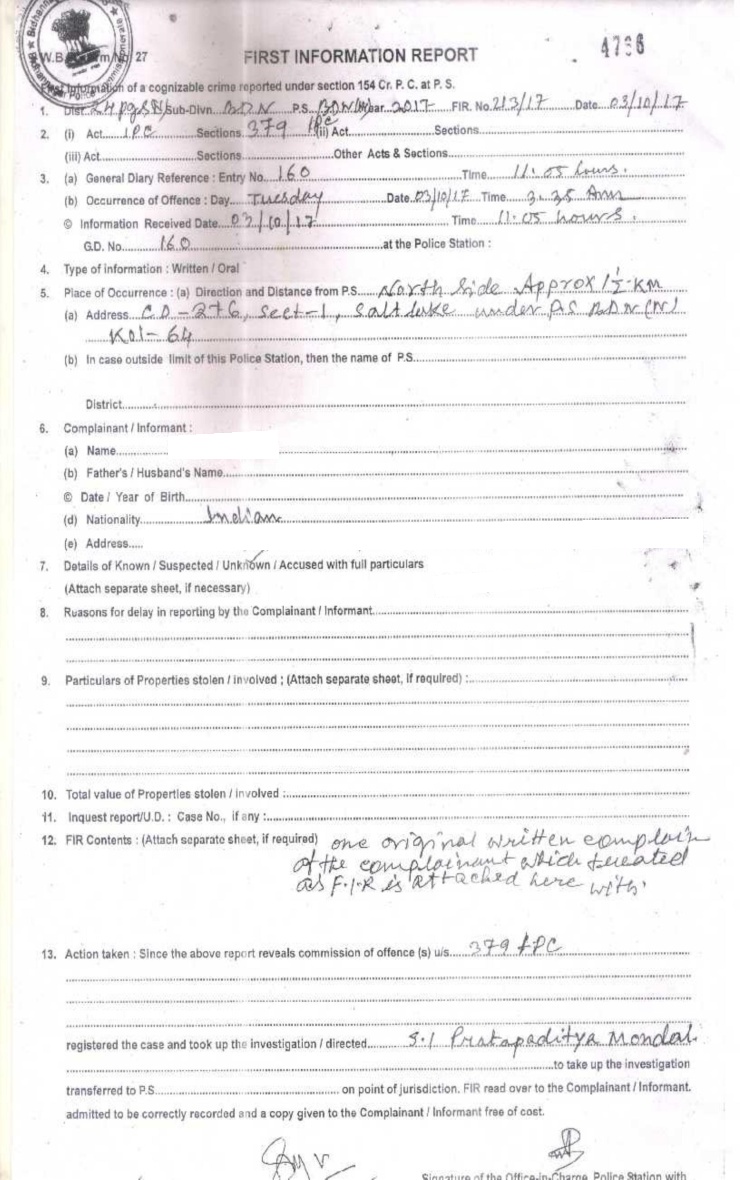 4786
W.B. Form No. 27
FIRST INFORMATION REPORT
First Information of a cognizable crime reported under section 154 Cr. P. C. at P. S.
1. Dist. 24 pgs(N) Sub-Divn. BDN P.S. BDN(N) Year 2017 FIR. No. 213/17 Date. 03/10/17
2. (i) Act IPC Sections 379 IPC (ii) Act Sections
(iii) Act Sections Other Acts & Sections
3. (a) General Diary Reference : Entry No. 160 Time 11.05 hours.
(b) Occurrence of Offence : Day Tuesday Date 03/10/17 Time 3.35 Am
© Information Received Date 03/10/17 Time 11.05 hours.
G.D. No. 160 at the Police Station :
4. Type of information : Written / Oral
5. Place of Occurrence : (a) Direction and Distance from P.S. North Side Approx 1½ KM
(a) Address C.D-276, Sect-1, Salt lake under PS BDN (N)
Kol-64
(b) In case outside limit of this Police Station, then the name of P.S.
District
6. Complainant / Informant :
(a) Name
(b) Father's / Husband's Name
© Date / Year of Birth
(d) Nationality Indian
(e) Address
7. Details of Known / Suspected / Unknown / Accused with full particulars
(Attach separate sheet, if necessary)
8. Reasons for delay in reporting by the Complainant / Informant
9. Particulars of Properties stolen / involved ; (Attach separate sheet, if required) :
10. Total value of Properties stolen / involved :
11. Inquest report/U.D. : Case No., if any :
12. FIR Contents : (Attach separate sheet, if required) one original written complain
of the complainant which treated
as F.I.R is attached here with.
13. Action taken : Since the above report reveals commission of offence (s) u/s 379 IPC
registered the case and took up the investigation / directed S.I Pratapaditya Mondal.
to take up the investigation
transferred to P.S. on point of jurisdiction. FIR read over to the Complainant / Informant.
admitted to be correctly recorded and a copy given to the Complainant / Informant free of cost.
Signature of the Office-in-Charge, Police Station with